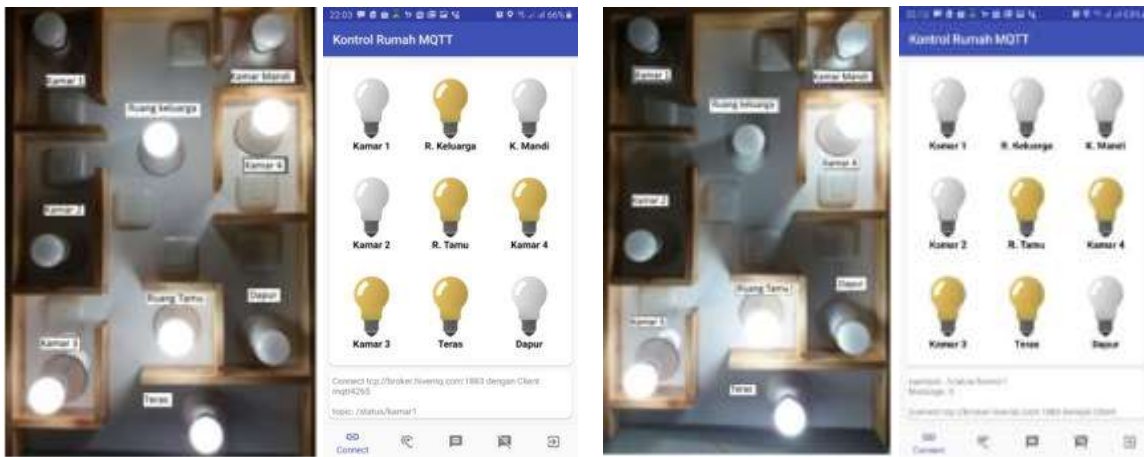 Kamar 1
Kamar Mandi
Ruang keluarga
Kamar 4
Kamar 2
Ruang Tamu
Dapur
Kamar 3
Teras
22:03 66%
Kontrol Rumah MQTT
Kamar 1 R. Keluarga K. Mandi
Kamar 2 R. Tamu Kamar 4
Kamar 3 Teras Dapur
Connect tcp://broker.hivemq.com:1883 dengan Client
mqtt4265
topic: /status/kamar1
Connect
Kamar 1
Kamar Mandi
Ruang keluarga
Kamar 4
Kamar 2
Ruang Tamu
Dapur
Kamar 3
Teras
Kontrol Rumah MQTT
Kamar 1 R. Keluarga K. Mandi
Kamar 2 R. Tamu Kamar 4
Kamar 3 Teras Dapur
Connect